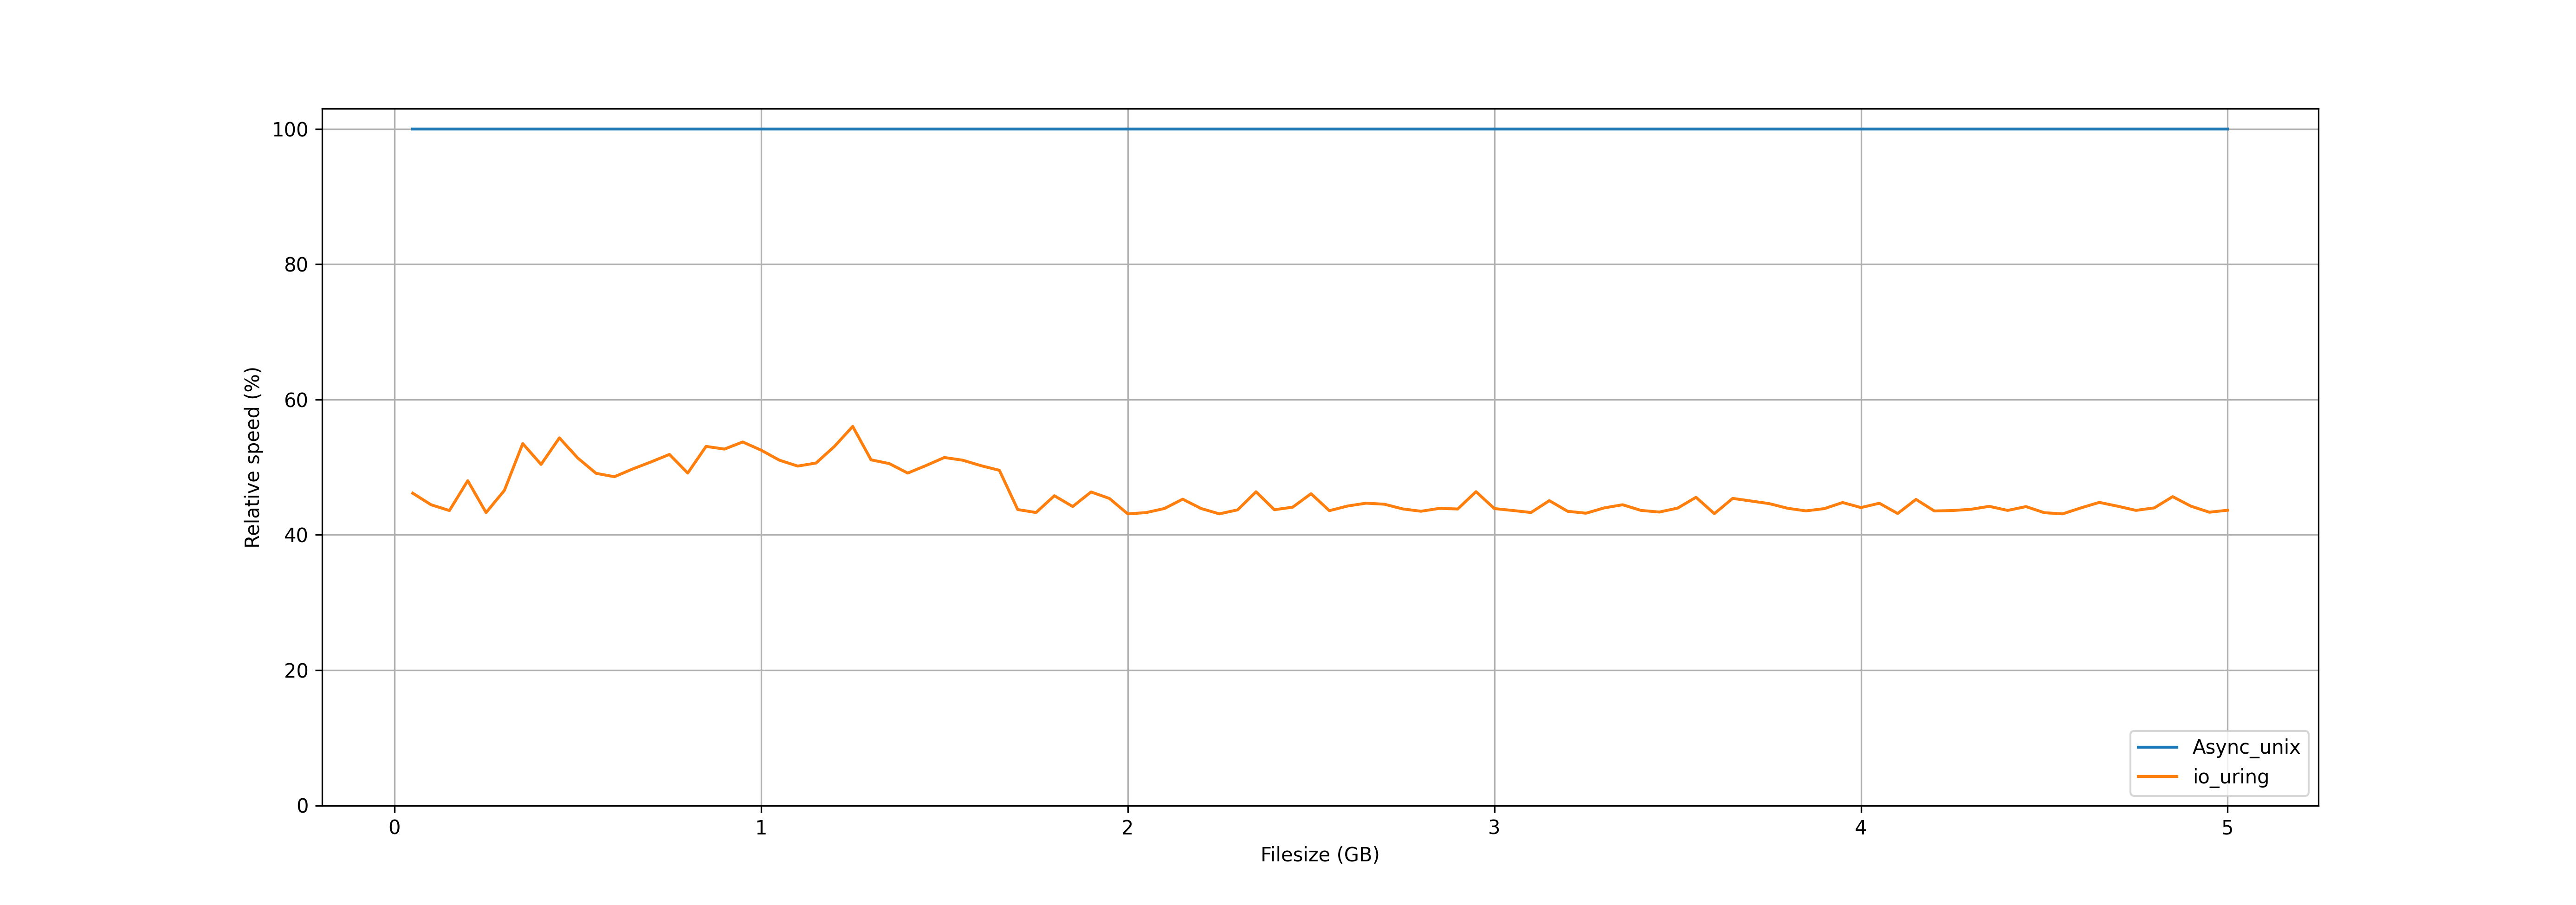 100
80
60
40
20
0
Relative speed (%)
0 1 2 3 4 5
Filesize (GB)
Async_unix
io_uring